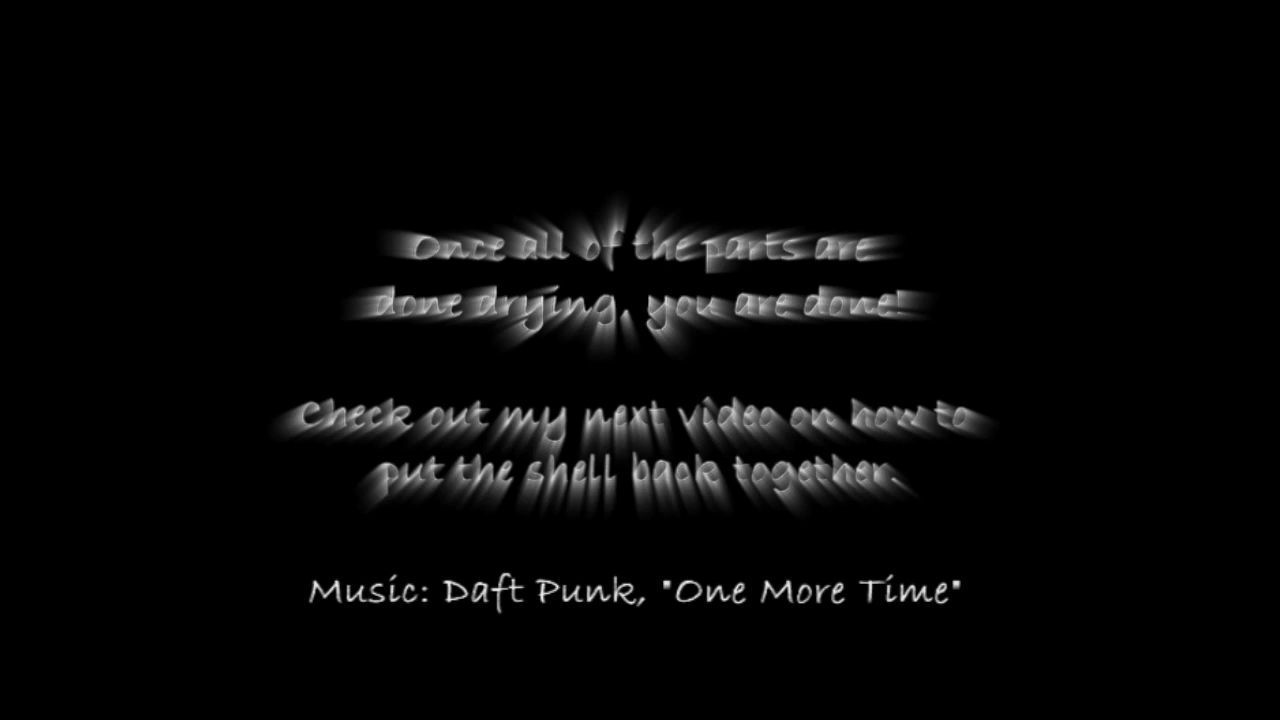 Once all of the parts are
done drying, you are done!
Check out my next video on how to
put the shell back together.
Music: Daft Punk, "One More Time"